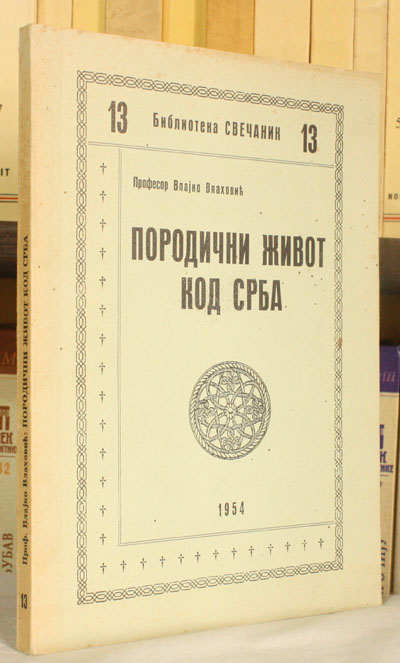 13 Библиотека СВЕЧАНИК 13
Професор Влајко Влаховић
ПОРОДИЧНИ ЖИВОТ
КОД СРБА
1954
13 Проф. Влајко Влаховић: ПОРОДИЧНИ ЖИВОТ КОД СРБА